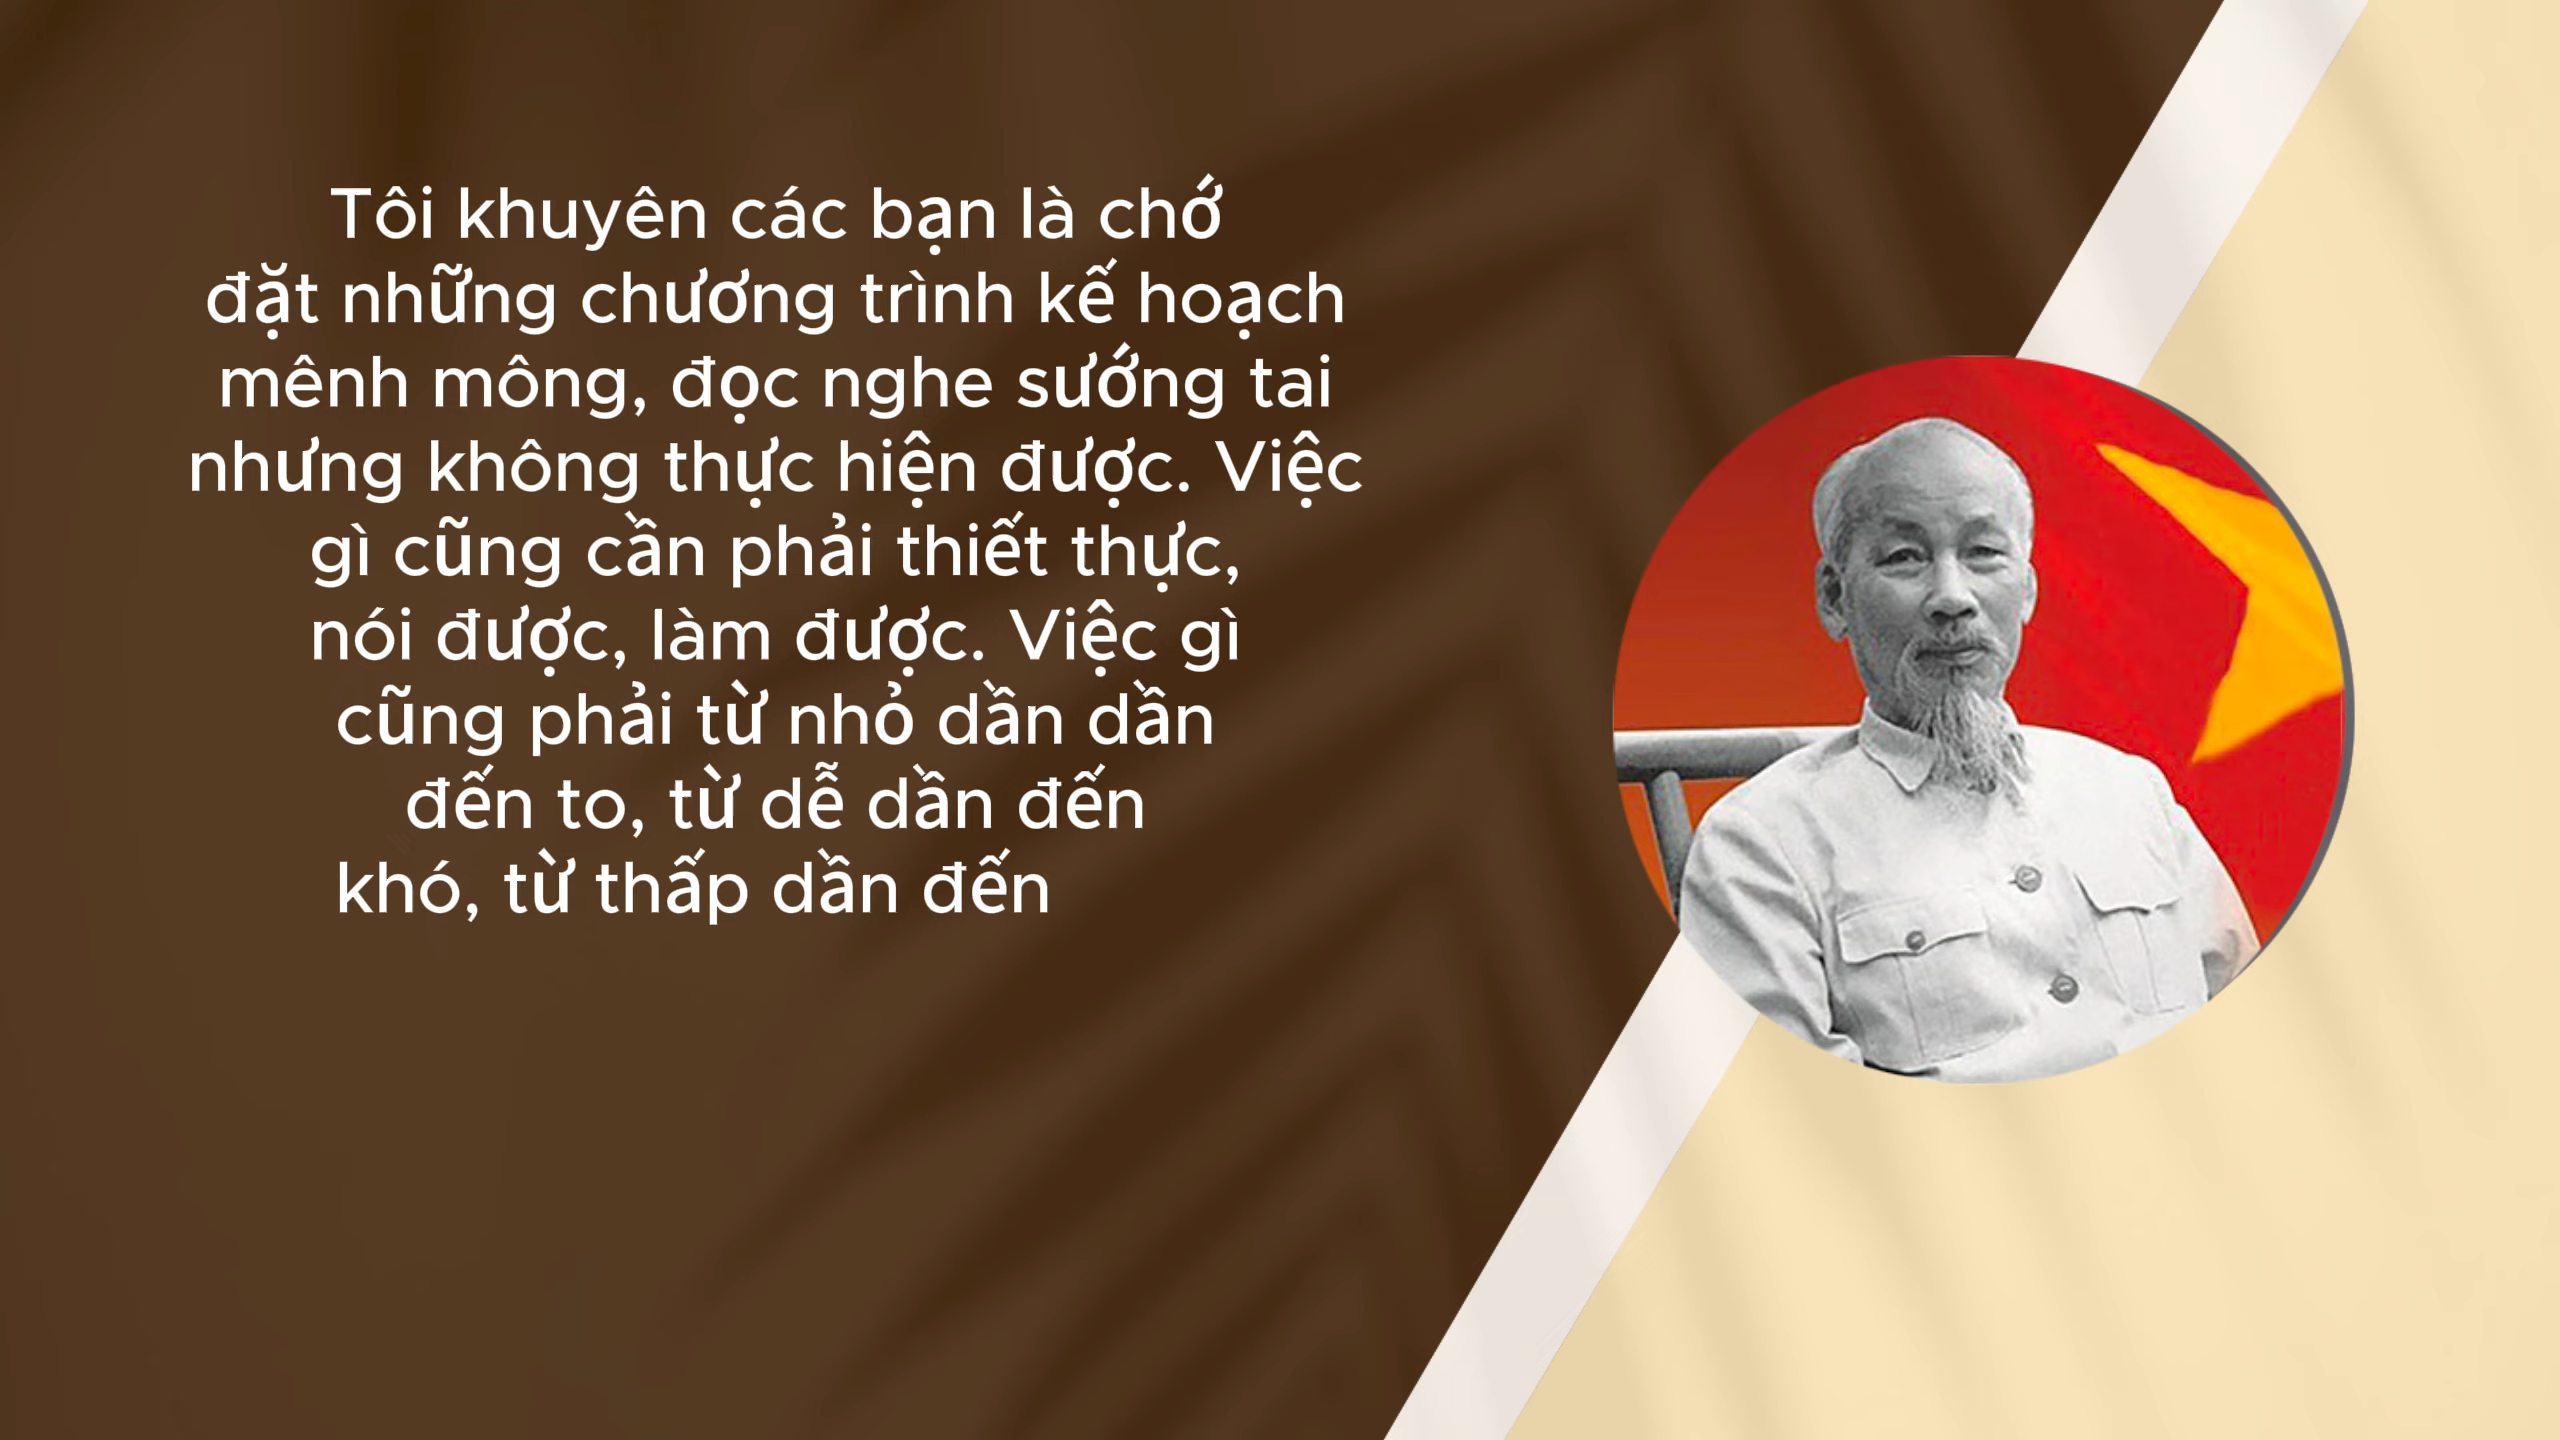 Tôi khuyên các bạn là chớ
đặt những chương trình kế hoạch
mênh mông, đọc nghe sướng tai
nhưng không thực hiện được. Việc
gì cũng cần phải thiết thực,
nói được, làm được. Việc gì
cũng phải từ nhỏ dần dần
đến to, từ dễ dần đến
khó, từ thấp dần đến